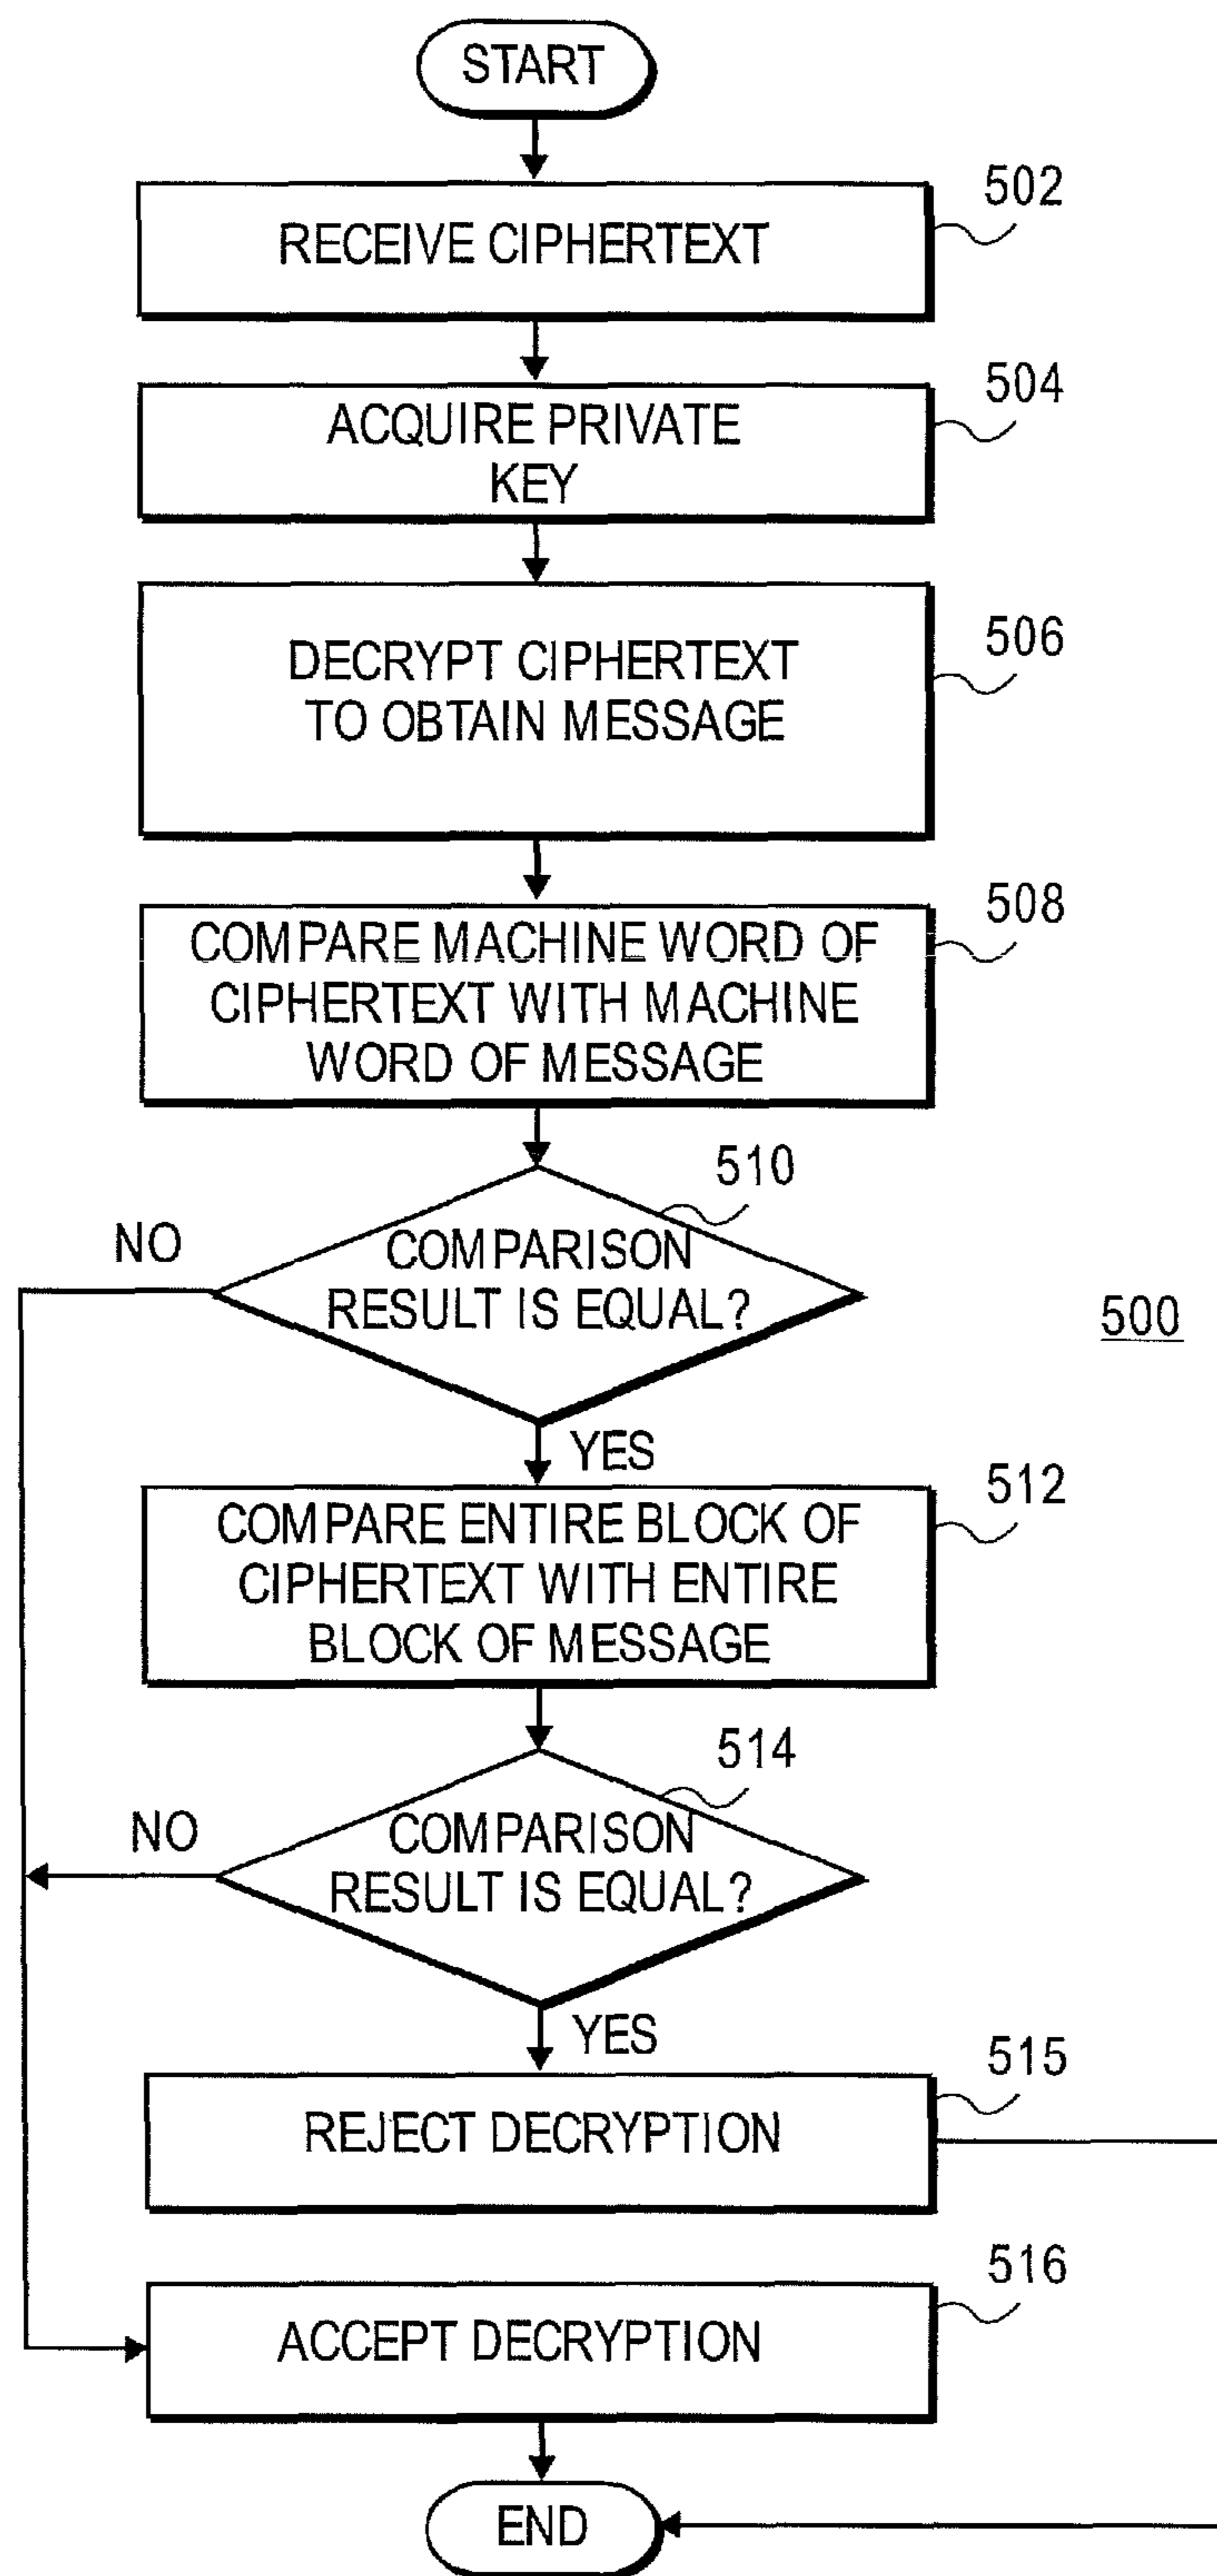 START
RECEIVE CIPHERTEXT
502
ACQUIRE PRIVATE
KEY
504
DECRYPT CIPHERTEXT
TO OBTAIN MESSAGE
506
COMPARE MACHINE WORD OF
CIPHERTEXT WITH MACHINE
WORD OF MESSAGE
508
510
NO
COMPARISON
RESULT IS EQUAL?
500
YES
COMPARE ENTIRE BLOCK OF
CIPHERTEXT WITH ENTIRE
BLOCK OF MESSAGE
512
514
NO
COMPARISON
RESULT IS EQUAL?
YES
REJECT DECRYPTION
515
ACCEPT DECRYPTION
516
END